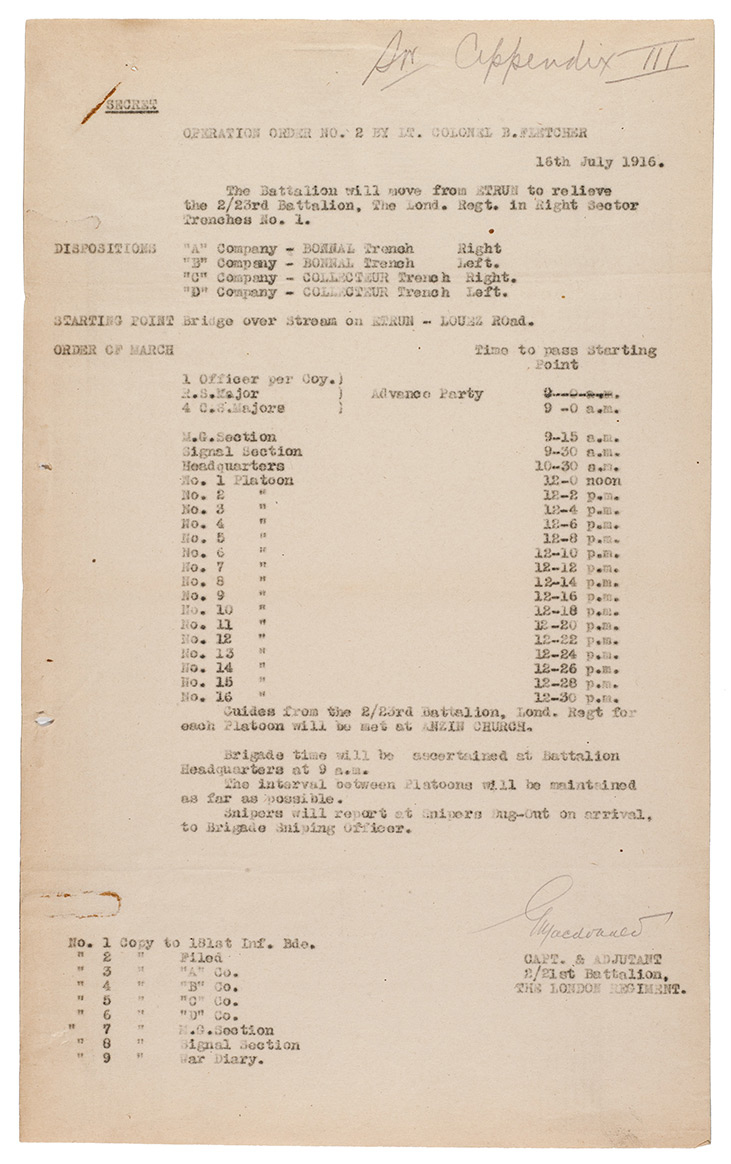 Appendix III
SECRET
OPERATION ORDER NO. 2 BY LT. COLONEL B.FLETCHER
16th July 1916.
The Battalion will move from ETRUN to relieve
the 2/23rd Battalion, The Lond. Regt. in Right Sector
Trenches No. 1.
DISPOSITIONS "A" Company - BONNAL Trench Right
"B" Company - BONNAL Trench Left.
"C" Company - COLLECTEUR Trench Right.
"D" Company - COLLECTEUR Trench Left.
STARTING POINT Bridge over Stream on ETRUN - LOUEZ ROad.
ORDER OF MARCH Time to pass Starting
Point
1 Officer per Coy.)
R.S.Major ) Advance Party 9--0 a.m.
4 C.S.Majors ) 9 -0 a.m.
M.G.Section 9-15 a.m.
Signal Section 9-30 a.m.
Headquarters 10-30 a.m.
No. 1 Platoon 12-0 noon
No. 2 " 12-2 p.m.
No. 3 " 12-4 p.m.
No. 4 " 12-6 p.m.
No. 5 " 12-8 p.m.
No. 6 " 12-10 p.m.
No. 7 " 12-12 p.m.
No. 8 " 12-14 p.m.
No. 9 " 12-16 p.m.
No. 10 " 12-18 p.m.
No. 11 " 12-20 p.m.
No. 12 " 12-22 p.m.
No. 13 " 12-24 p.m.
No. 14 " 12-26 p.m.
No. 15 " 12-28 p.m.
No. 16 " 12-30 p.m.
Guides from the 2/23rd Battalion, Lond. Regt for
each Platoon will be met at ANZIN CHURCH.
Brigade time will be ascertained at Battalion
Headquarters at 9 a.m.
The interval between Platoons will be maintained
as far as possible.
Snipers will report at Snipers Dug-Out on arrival,
to Brigade Sniping Officer.
GMacdonald
No. 1 Copy to 181st Inf. Bde.
" 2 " Filed CAPT. & ADJUTANT
" 3 " "A" Co. 2/21st Battalion,
" 4 " "B" Co. THE LONDON REGIMENT.
" 5 " "C" Co.
" 6 " "D" Co.
" 7 " M.G.Section
" 8 " Signal Section
" 9 " War Diary.